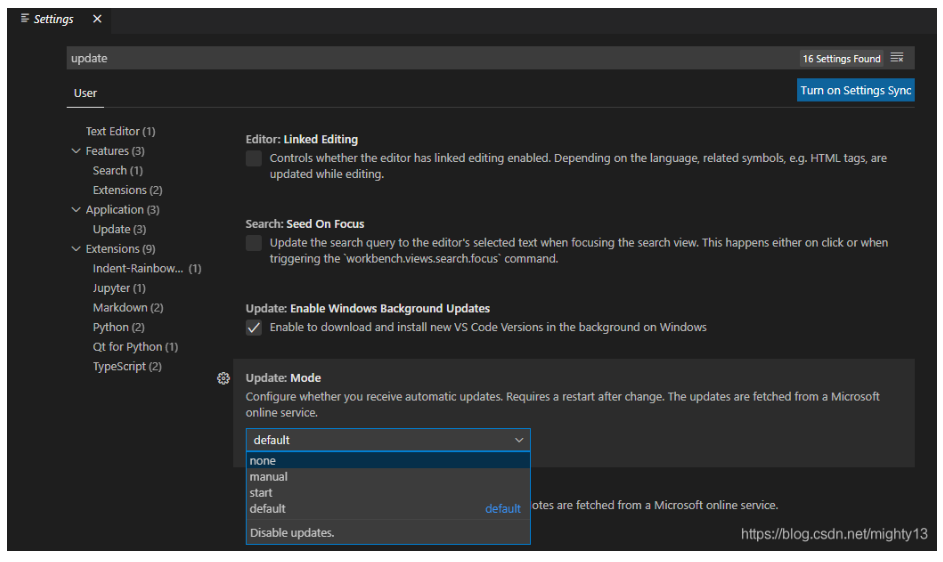 Settings
update
16 Settings Found
User
Turn on Settings Sync
Text Editor (1)
Features (3)
Search (1)
Extensions (2)
Application (3)
Update (3)
Extensions (9)
Indent-Rainbow... (1)
Jupyter (1)
Markdown (2)
Python (2)
Qt for Python (1)
TypeScript (2)
Editor: Linked Editing
Controls whether the editor has linked editing enabled. Depending on the language, related symbols, e.g. HTML tags, are
updated while editing.
Search: Seed On Focus
Update the search query to the editor's selected text when focusing the search view. This happens either on click or when
triggering the `workbench.views.search.focus` command.
Update: Enable Windows Background Updates
Enable to download and install new VS Code Versions in the background on Windows
Update: Mode
Configure whether you receive automatic updates. Requires a restart after change. The updates are fetched from a Microsoft
online service.
default
none
manual
start
default default
otes are fetched from a Microsoft online service.
Disable updates.
https://blog.csdn.net/mighty13